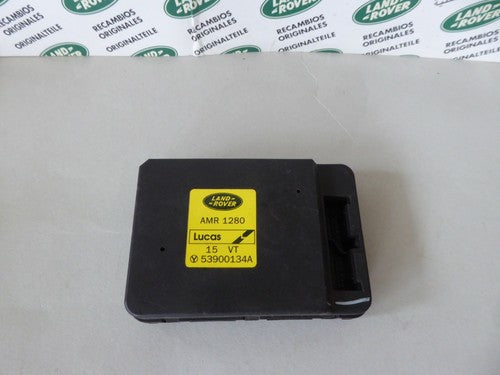 LAND ROVER
RECAMBIOS
ORIGINALES
ORIGINALTEILE
LAND-
-ROVER
AMR 1280
Lucas
15 VT
53900134A